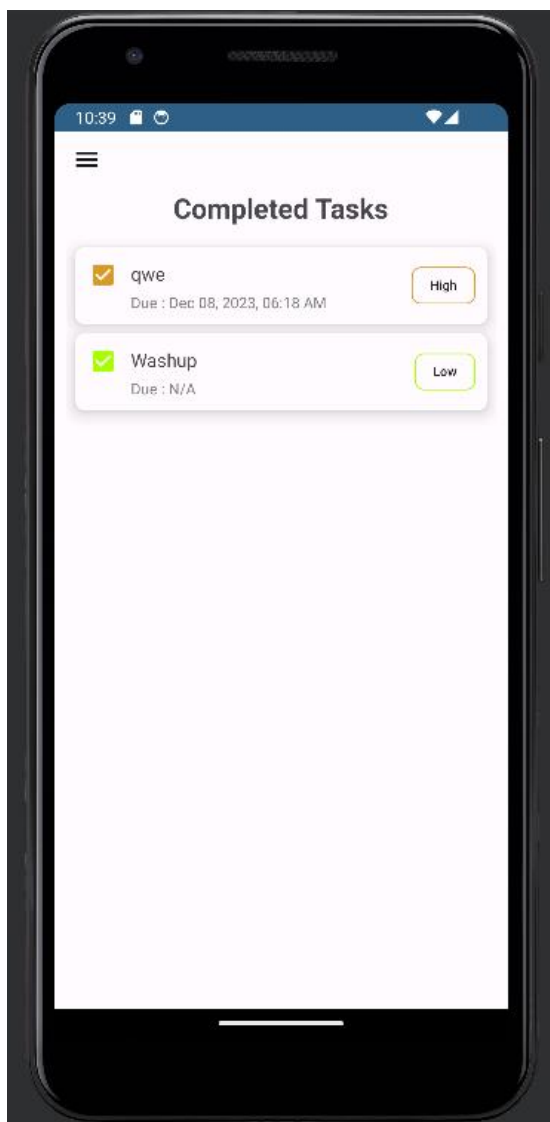 10:39
Completed Tasks
qwe
Due : Dec 08, 2023, 06:18 AM
High
Washup
Due : N/A
Low